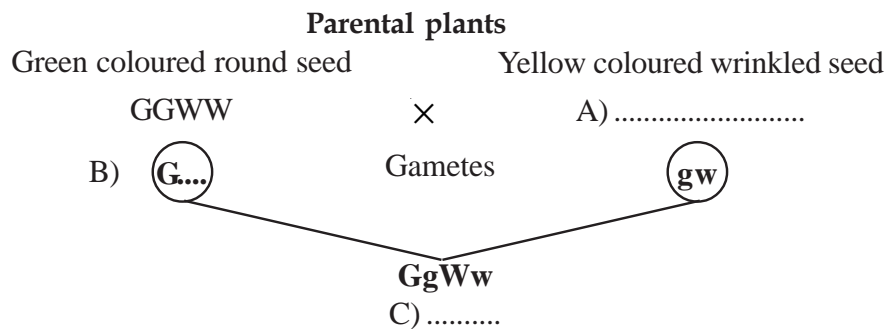 Parental plants
Green coloured round seed Yellow coloured wrinkled seed
GGWW × A) ..........................
B) G.... Gametes gw
GgWw
C) ..........